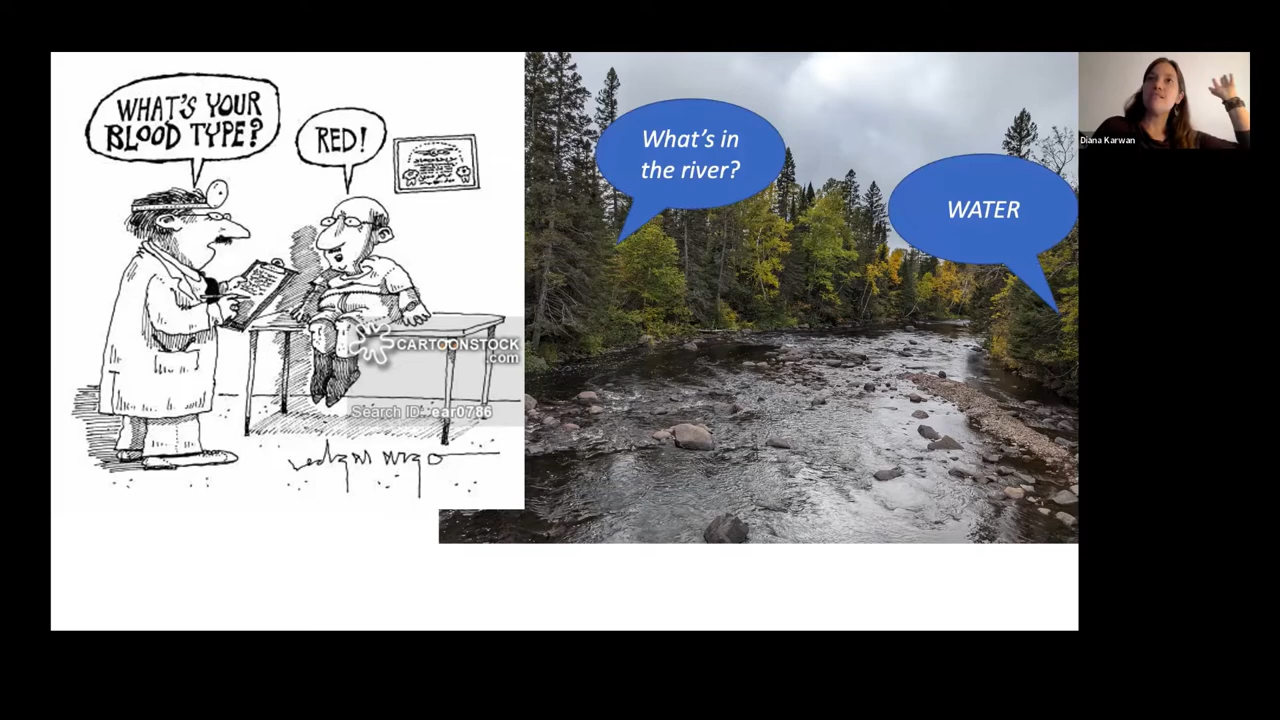 WHAT'S YOUR
BLOOD TYPE?
RED!
CARTOONSTOCK
.com
Search ID: ear0786
What's in
the river?
WATER
Diana Karwan